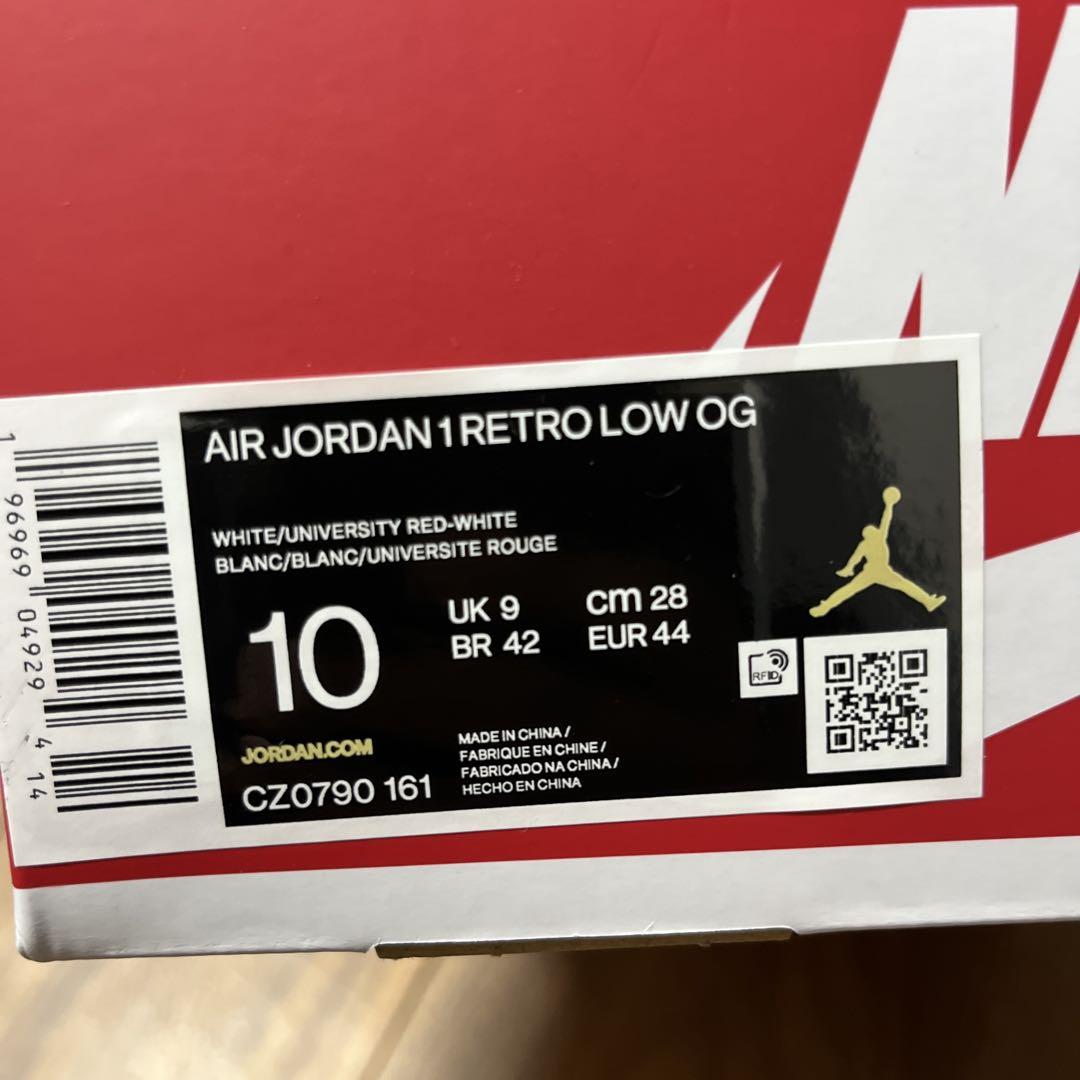 AIR JORDAN 1 RETRO LOW OG
WHITE/UNIVERSITY RED-WHITE
BLANC/BLANC/UNIVERSITE ROUGE
10
UK 9
cm 28
BR 42
EUR 44
RFID
JORDAN.COM
CZ0790 161
MADE IN CHINA /
FABRIQUE EN CHINE /
FABRICADO NA CHINA /
HECHO EN CHINA
1 96969 04929 4 14